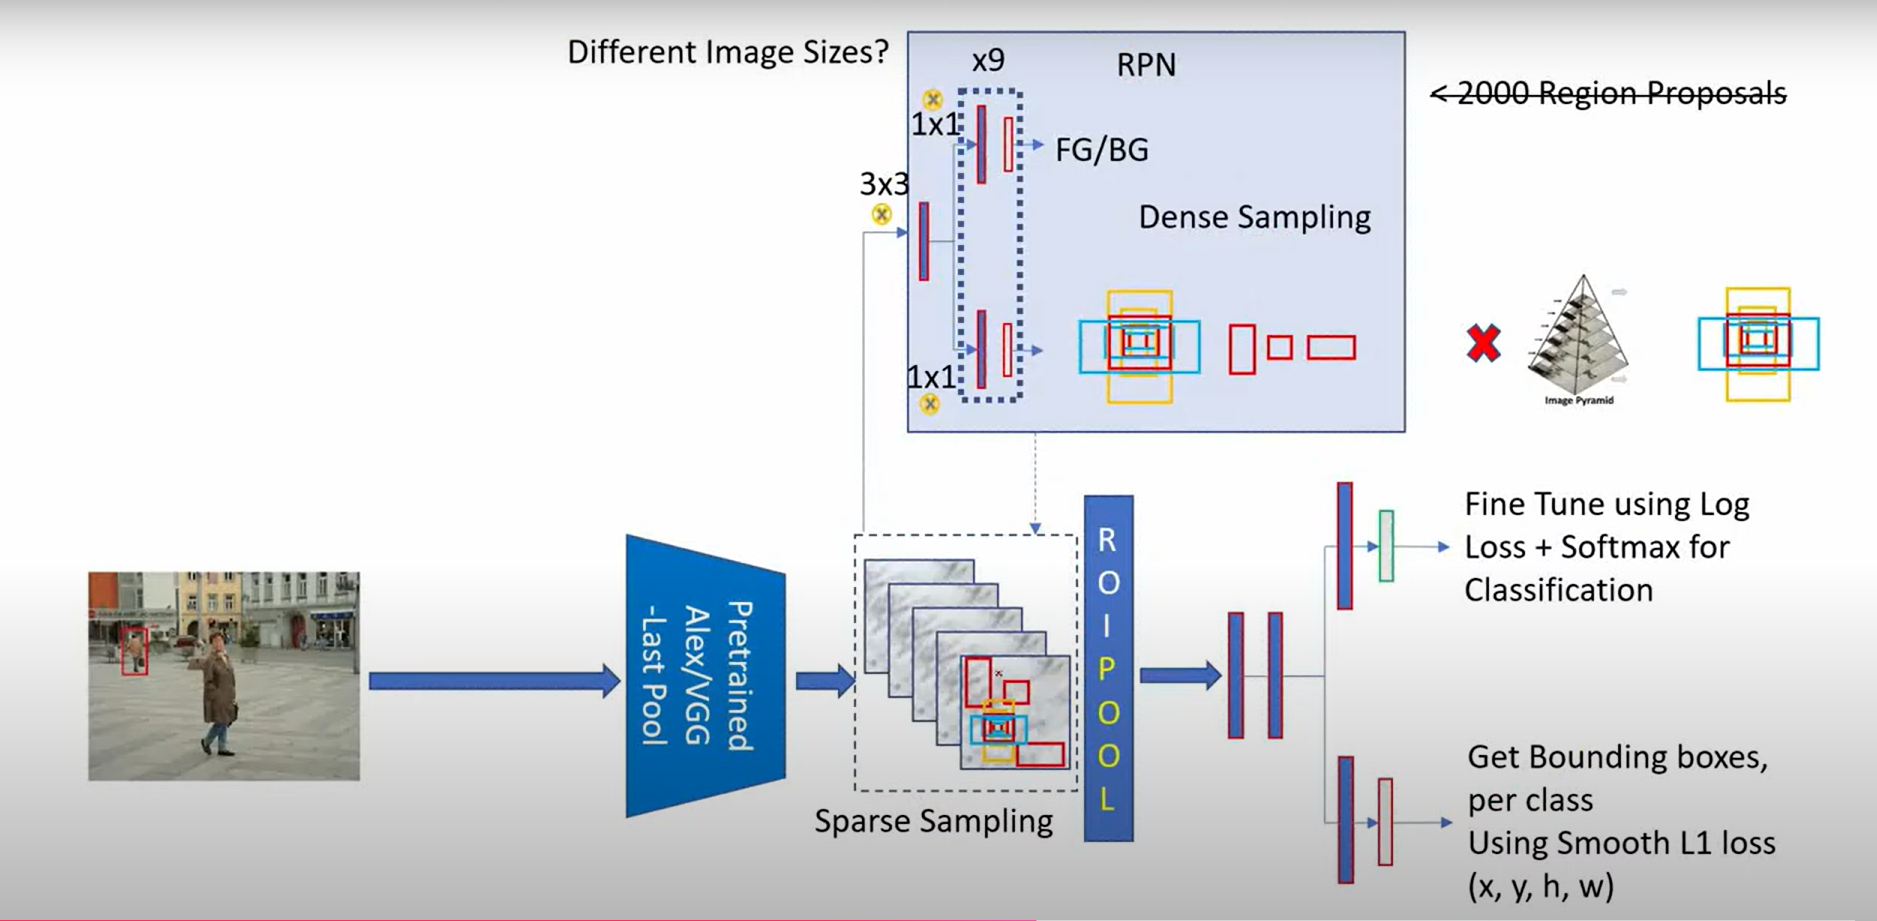 Different Image Sizes?
x9
RPN
< 2000 Region Proposals
1x1
FG/BG
3x3
Dense Sampling
1x1
Image Pyramid
Pretrained
Alex/VGG
-Last Pool
Sparse Sampling
R
O
I
P
O
O
L
Fine Tune using Log
Loss + Softmax for
Classification
Get Bounding boxes,
per class
Using Smooth L1 loss
(x, y, h, w)